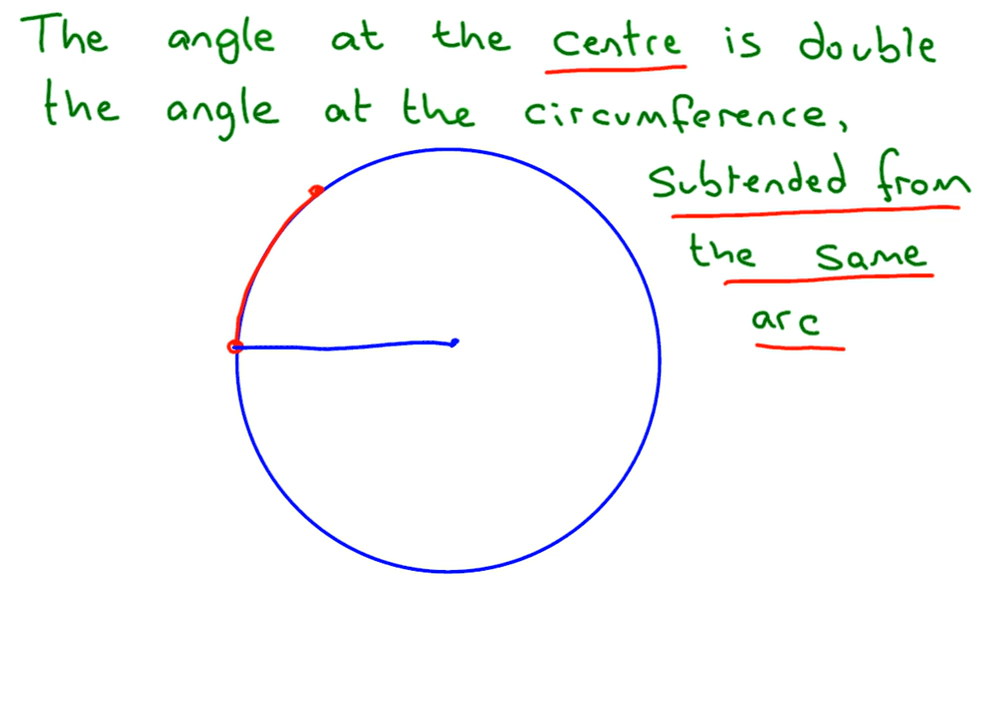 The angle at the centre is double
the angle at the circumference,
Subtended from
the same
arc